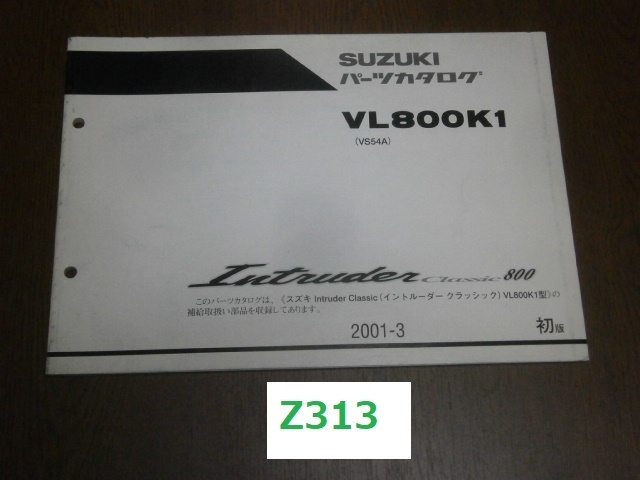 SUZUKI
パーツカタログ
VL800K1
(VS54A)
Intruder Classic 800
このパーツカタログは、《スズキ Intruder Classic (イントルーダー クラッシック) VL800K1型》の
補給取扱い部品を収録してあります。
2001-3
初版
Z313